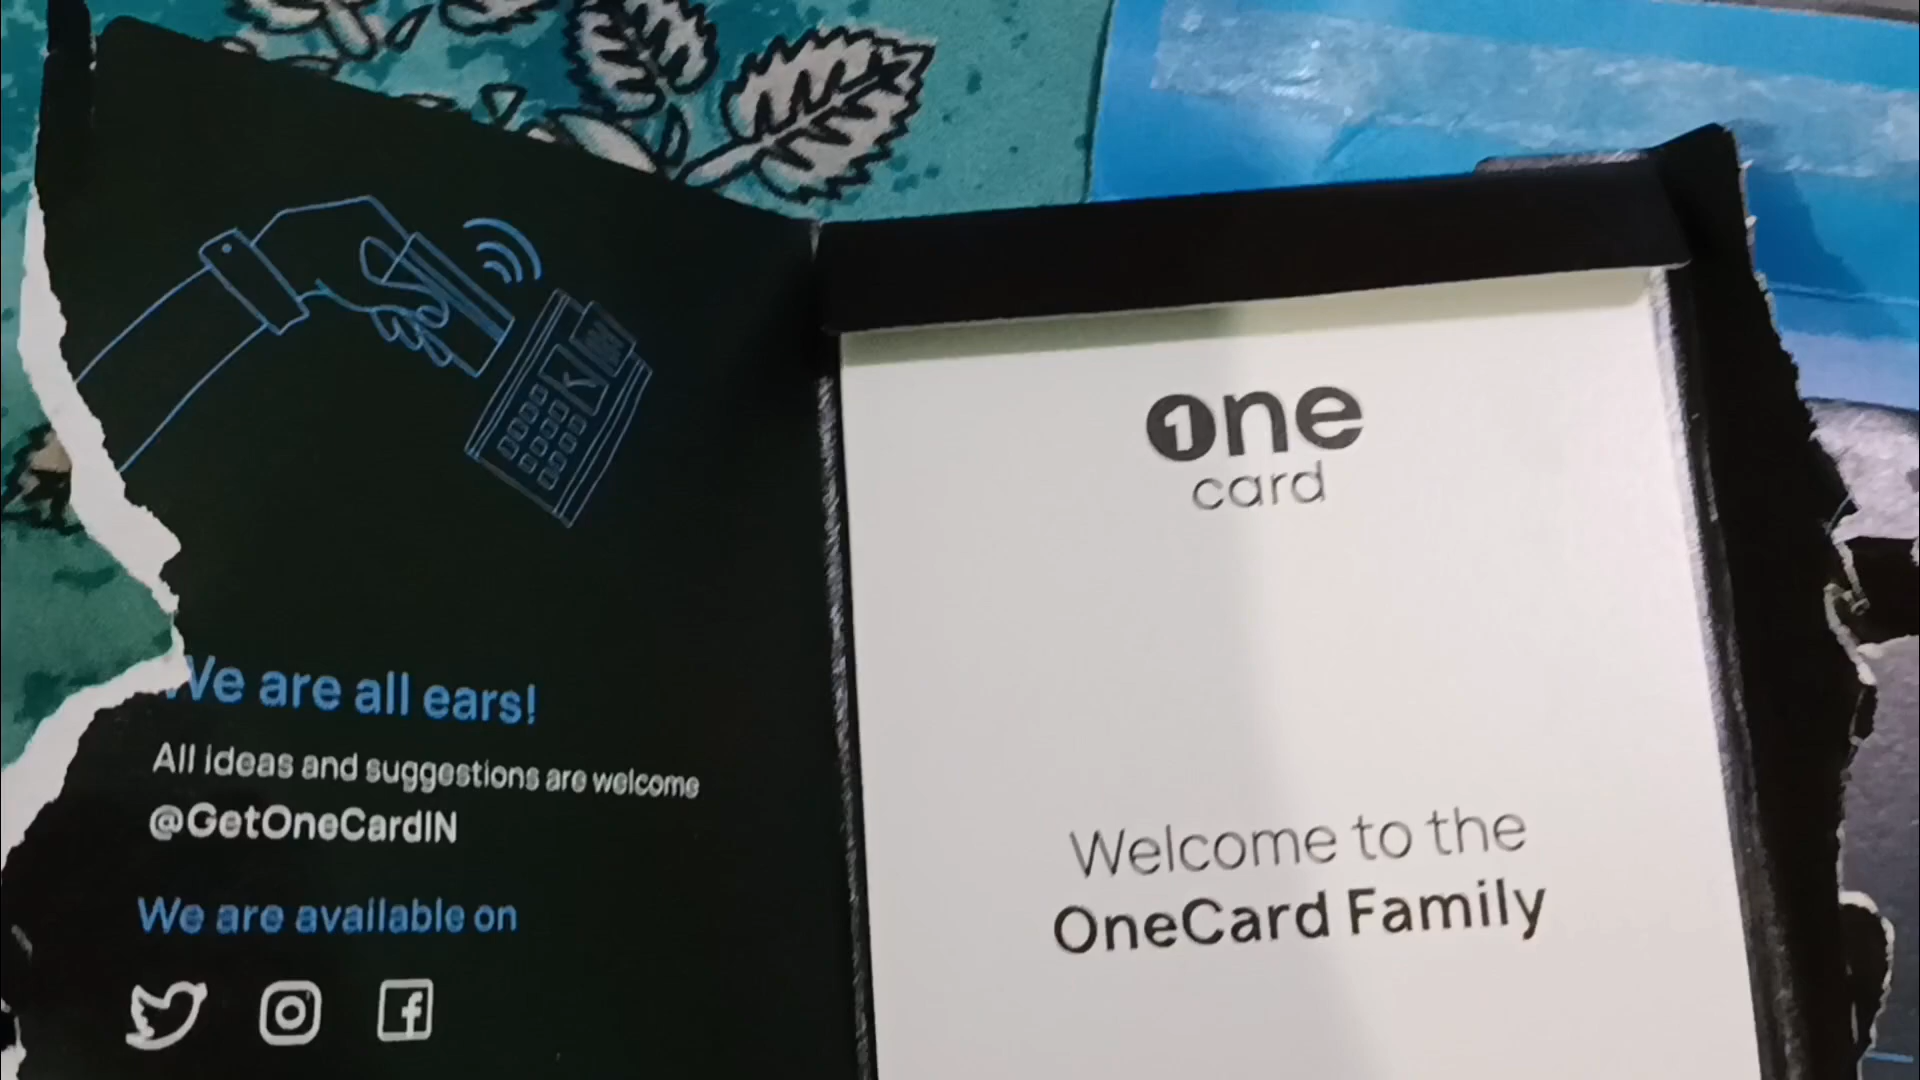 We are all ears!
All ideas and suggestions are welcome
@GetOneCardIN
We are available on
one
card
Welcome to the
OneCard Family